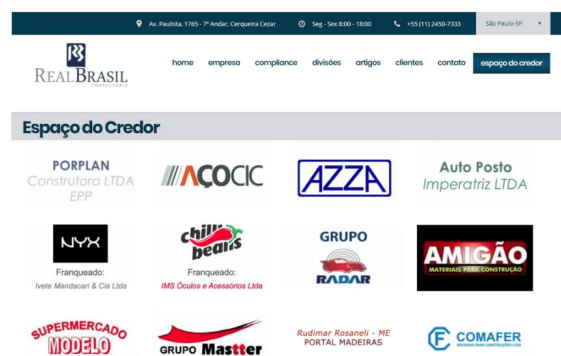 Av. Paulista, 1765 - 7º Andar, Cerqueira Cezar Seg - Sex 8:00 - 18:00 +55 (11) 2450-7333 São Paulo-SP
REALBRASIL
CONSULTORIA
home empresa compliance divisões artigos clientes contato espaço do credor
Espaço do Credor
PORPLAN
Construtora LTDA
EPP
AÇOCIC
AZZA
Auto Posto
Imperatriz LTDA
NYX
Franqueado:
Ivete Mandacari & Cia Ltda
chilli
beans
Franqueado:
IMS Óculos e Acessórios Ltda
GRUPO
RADAR
AMIGÃO
MATERIAIS PARA CONSTRUÇÃO
SUPERMERCADO
MODELO
GRUPO Mastter
Rudimar Rosaneli - ME
PORTAL MADEIRAS
COMAFER